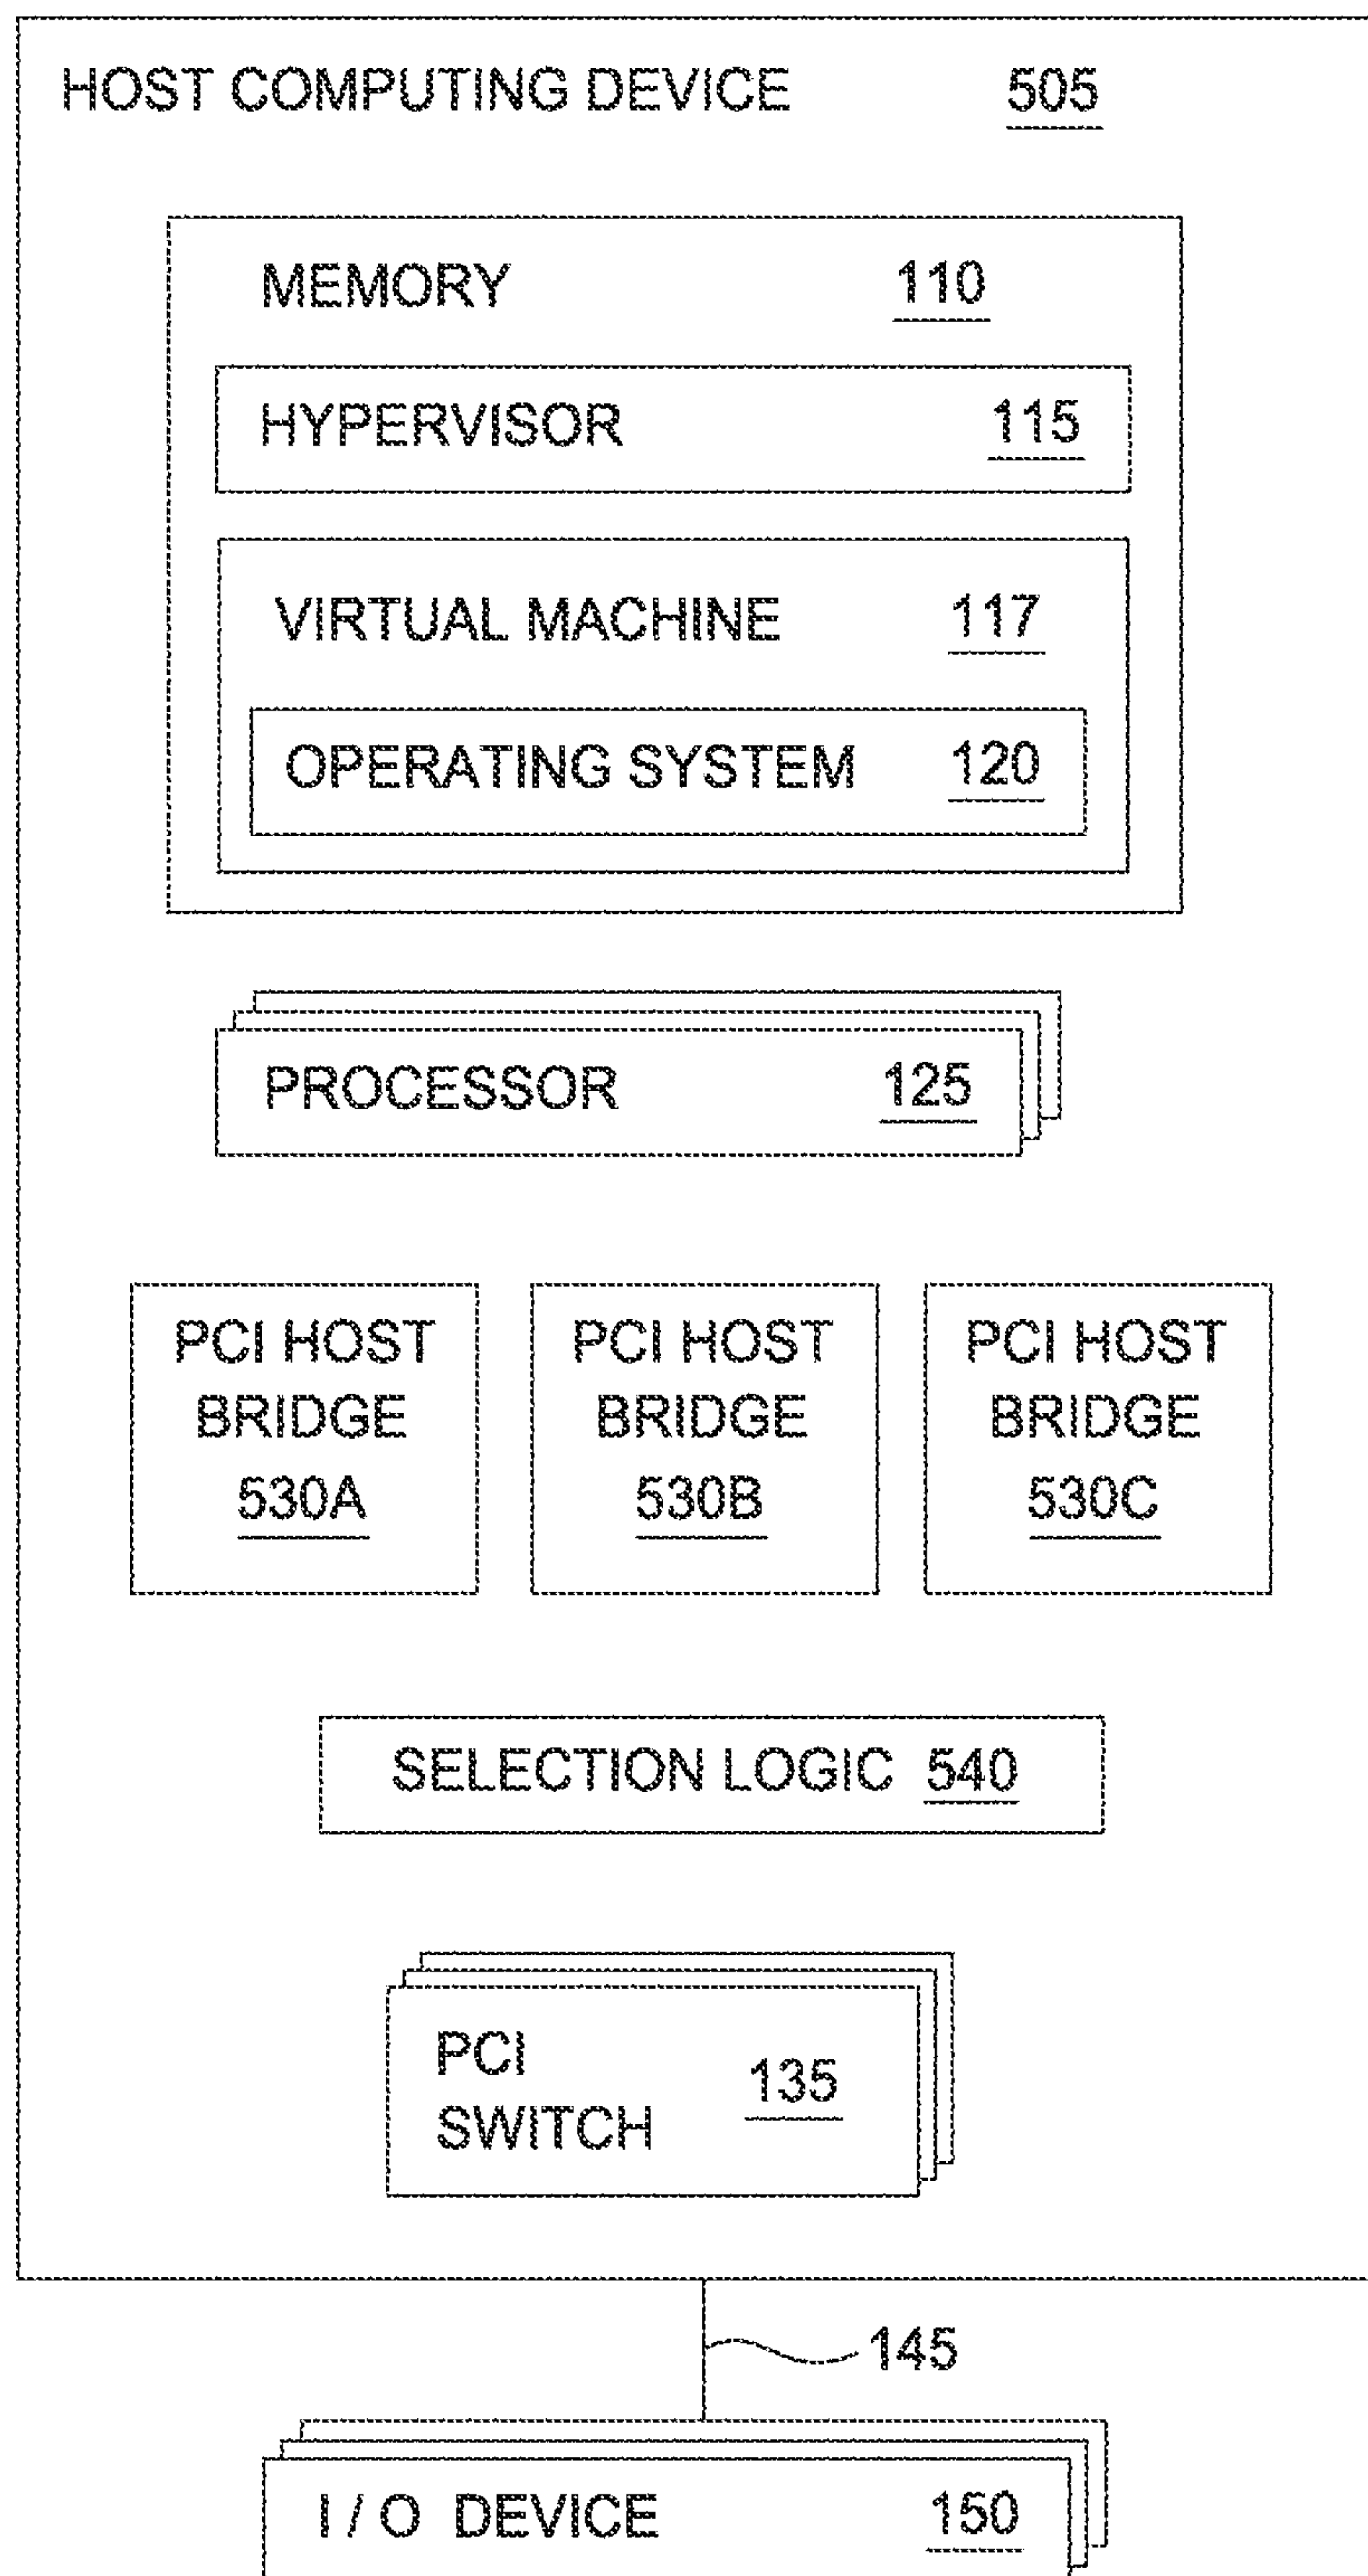 HOST COMPUTING DEVICE 505
MEMORY 110
HYPERVISOR 115
VIRTUAL MACHINE 117
OPERATING SYSTEM 120
PROCESSOR 125
PCI HOST BRIDGE 530A
PCI HOST BRIDGE 530B
PCI HOST BRIDGE 530C
SELECTION LOGIC 540
PCI
SWITCH 135
145
I / O DEVICE 150